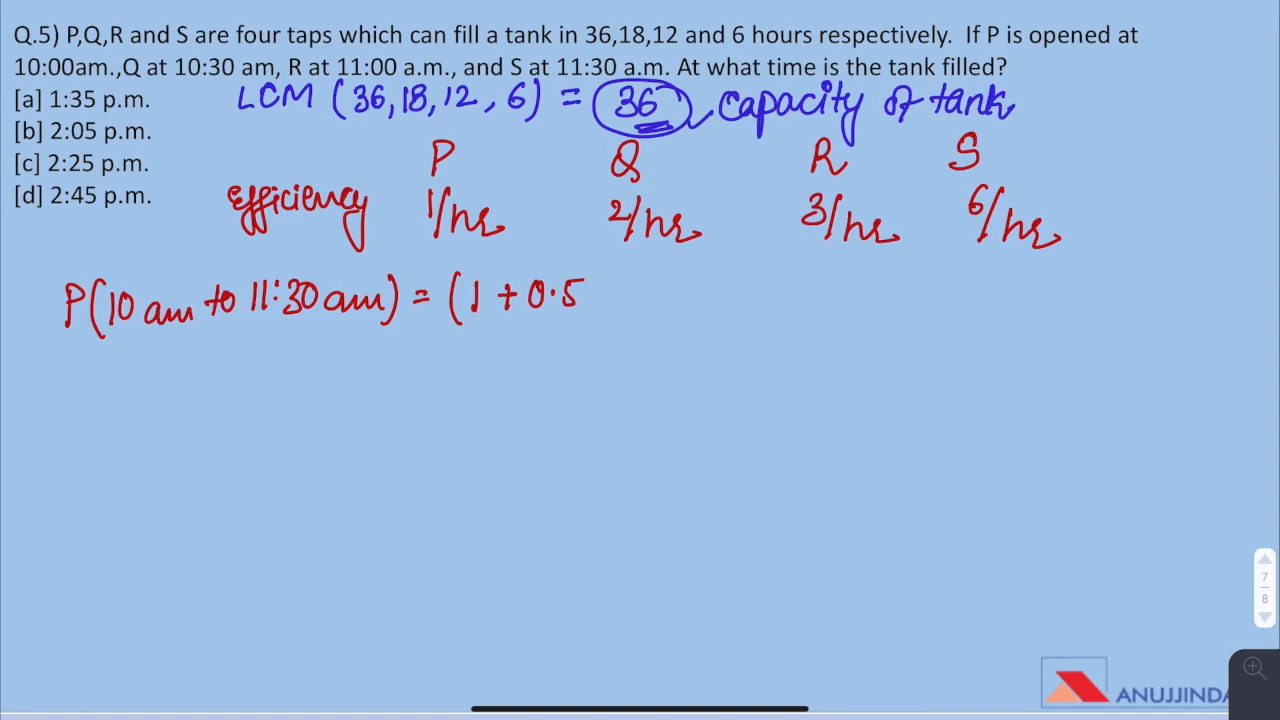 Q.5) P,Q,R and S are four taps which can fill a tank in 36,18,12 and 6 hours respectively. If P is opened at
10:00am.,Q at 10:30 am, R at 11:00 a.m., and S at 11:30 a.m. At what time is the tank filled?
[a] 1:35 p.m.
LCM (36,18,12,6) = 36 capacity of tank
[b] 2:05 p.m.
[c] 2:25 p.m.
P Q R S
[d] 2:45 p.m.
efficiency 1/hr 2/hr 3/hr 6/hr
P(10 am to 11:30 am) = (1 + 0.5
7
8
ANUJJINDA